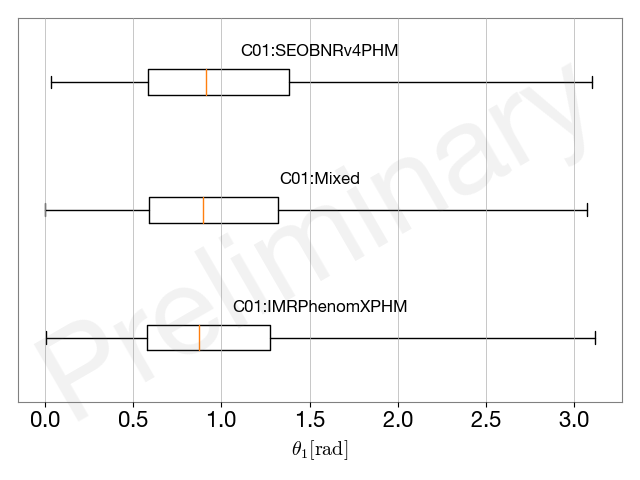 C01:SEOBNRv4PHM
C01:Mixed
C01:IMRPhenomXPHM
Preliminary
0.0 0.5 1.0 1.5 2.0 2.5 3.0
θ₁[rad]